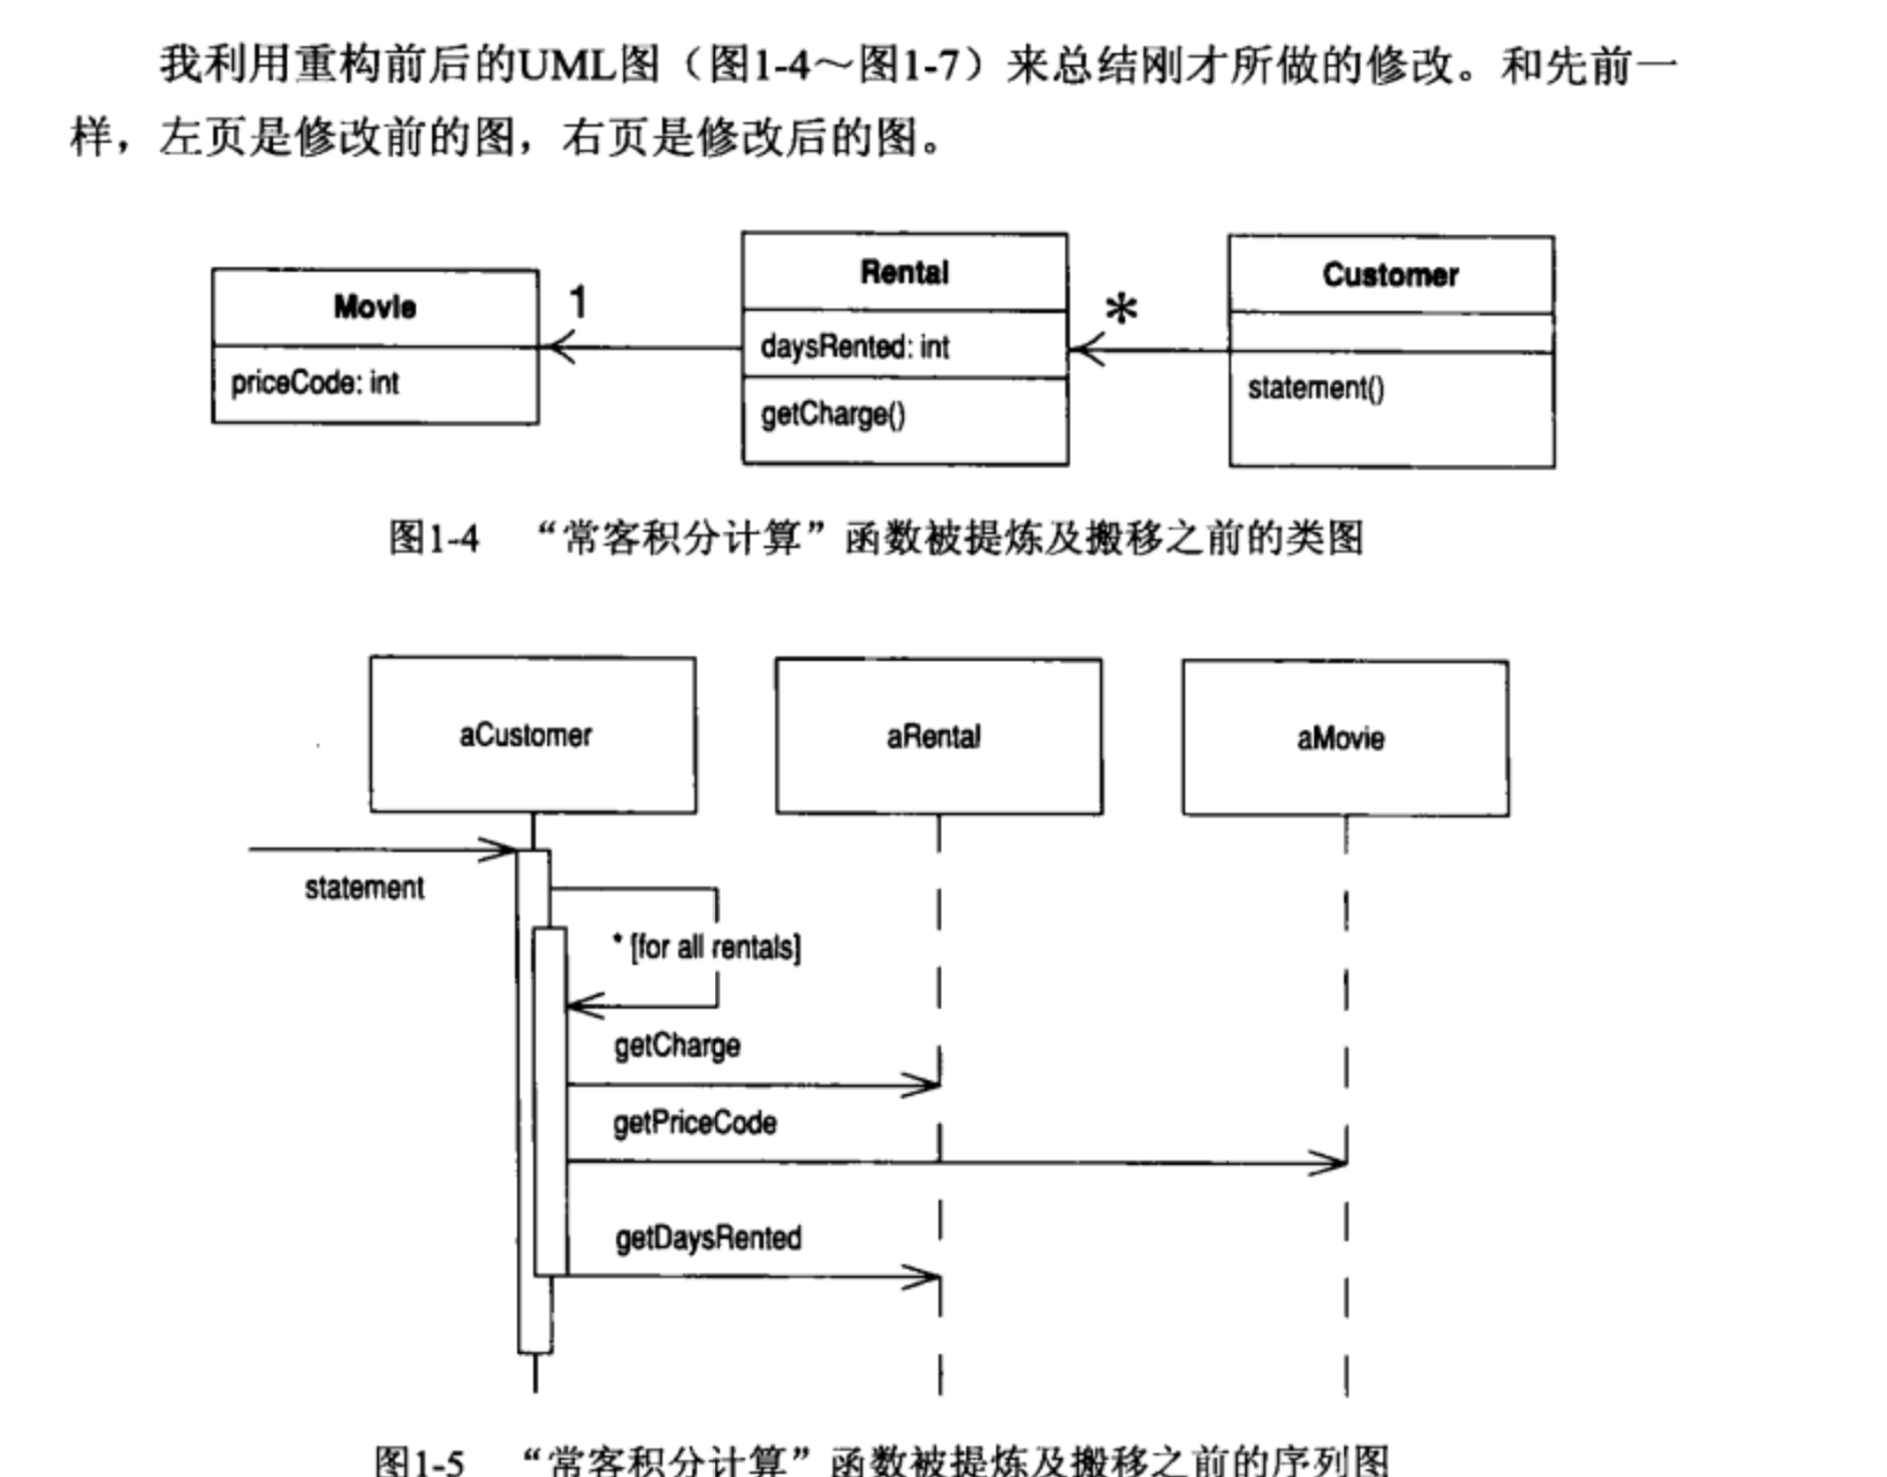 我利用重构前后的UML图（图1-4～图1-7）来总结刚才所做的修改。和先前一
样，左页是修改前的图，右页是修改后的图。
Movie
1
Rental
*
Customer
priceCode: int
daysRented: int
getCharge()
statement()
图1-4 “常客积分计算”函数被提炼及搬移之前的类图
aCustomer
aRental
aMovie
statement
* [for all rentals]
getCharge
getPriceCode
getDaysRented
图1-5 “常客积分计算”函数被提炼及搬移之前的序列图